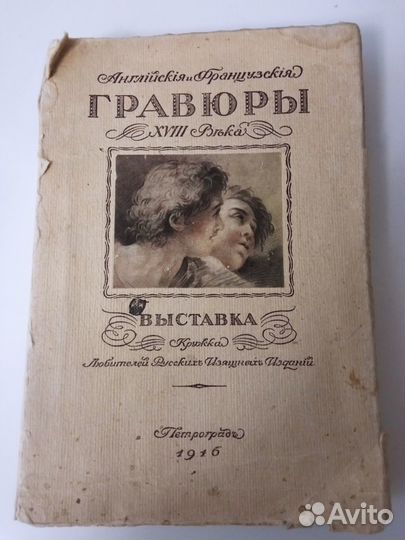 Англійскія и Французскія
ГРАВЮРЫ
XVIII Вѣка
ВЫСТАВКА
Кружка
Любителей Русскихъ Изящныхъ Изданій
Петроградъ
1916
Avito